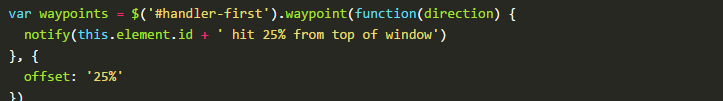 var waypoints = $('#handler-first').waypoint(function(direction) {
  notify(this.element.id + ' hit 25% from top of window')
}, {
  offset: '25%'
})